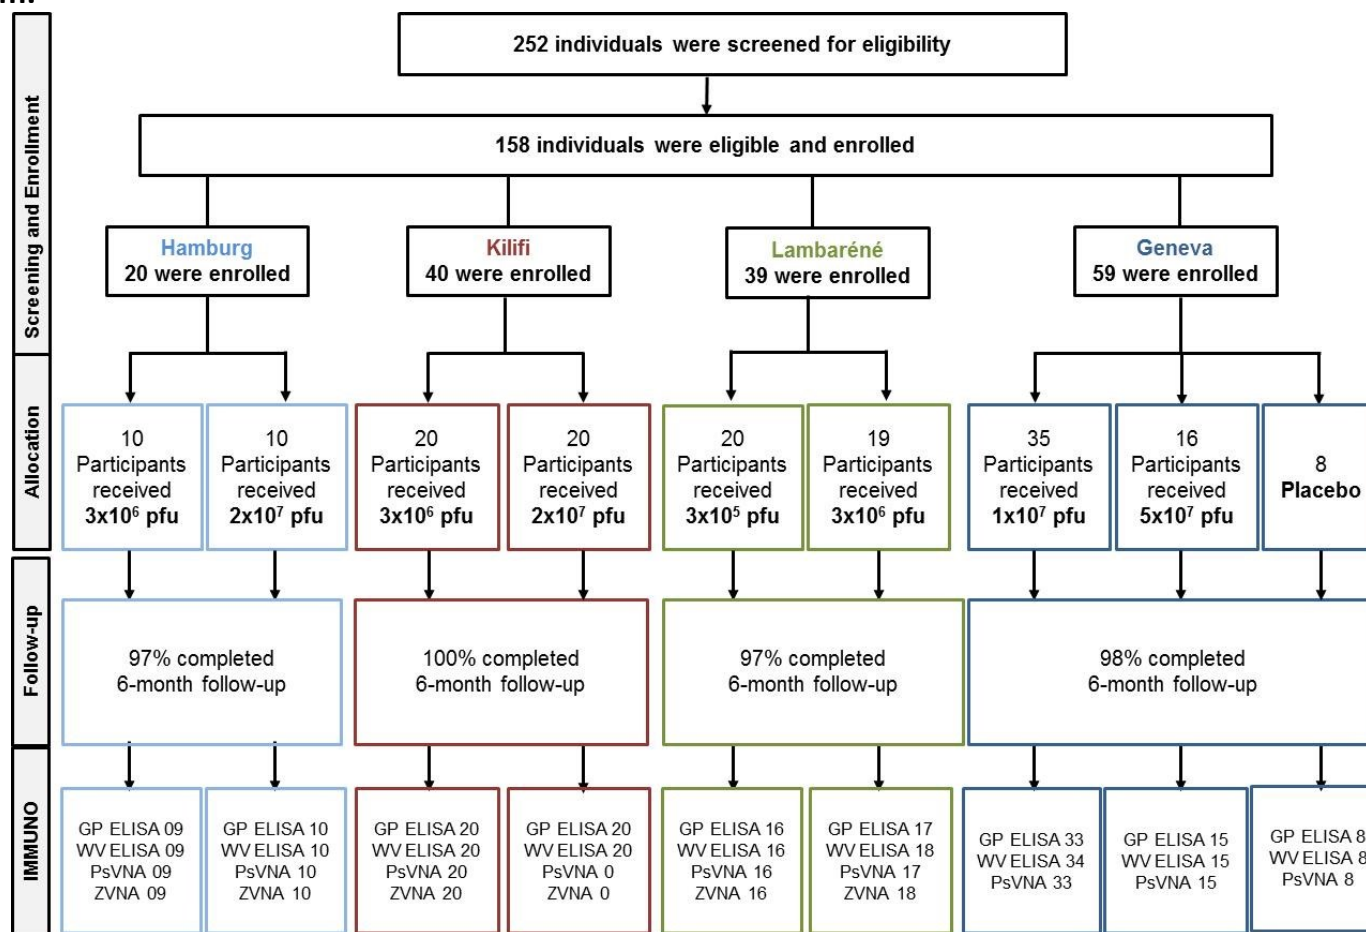 252 individuals were screened for eligibility
158 individuals were eligible and enrolled
Screening and Enrollment
Hamburg
20 were enrolled
Kilifi
40 were enrolled
Lambaréné
39 were enrolled
Geneva
59 were enrolled
Allocation
10
Participants
received
3x10⁶ pfu
10
Participants
received
2x10⁷ pfu
20
Participants
received
3x10⁶ pfu
20
Participants
received
2x10⁷ pfu
20
Participants
received
3x10⁵ pfu
19
Participants
received
3x10⁶ pfu
35
Participants
received
1x10⁷ pfu
16
Participants
received
5x10⁷ pfu
8
Placebo
Follow-up
97% completed
6-month follow-up
100% completed
6-month follow-up
97% completed
6-month follow-up
98% completed
6-month follow-up
IMMUNO
GP ELISA 09
WV ELISA 09
PsVNA 09
ZVNA 09
GP ELISA 10
WV ELISA 10
PsVNA 10
ZVNA 10
GP ELISA 20
WV ELISA 20
PsVNA 20
ZVNA 20
GP ELISA 20
WV ELISA 20
PsVNA 0
ZVNA 0
GP ELISA 16
WV ELISA 16
PsVNA 16
ZVNA 16
GP ELISA 17
WV ELISA 18
PsVNA 17
ZVNA 18
GP ELISA 33
WV ELISA 34
PsVNA 33
GP ELISA 15
WV ELISA 15
PsVNA 15
GP ELISA 8
WV ELISA 8
PsVNA 8